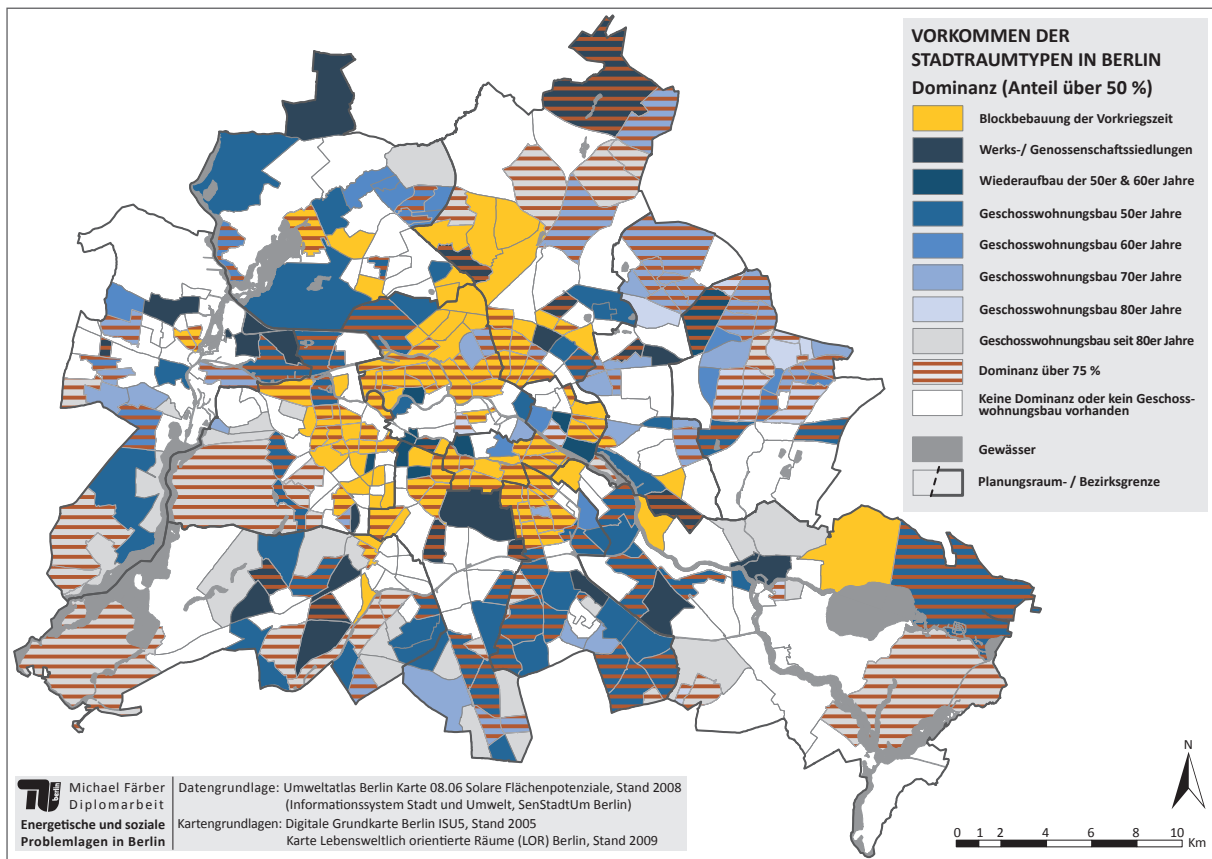 VORKOMMEN DER
STADTRAUMTYPEN IN BERLIN
Dominanz (Anteil über 50 %)
Blockbebauung der Vorkriegszeit
Werks-/ Genossenschaftssiedlungen
Wiederaufbau der 50er & 60er Jahre
Geschosswohnungsbau 50er Jahre
Geschosswohnungsbau 60er Jahre
Geschosswohnungsbau 70er Jahre
Geschosswohnungsbau 80er Jahre
Geschosswohnungsbau seit 80er Jahre
Dominanz über 75 %
Keine Dominanz oder kein Geschoss-
wohnungsbau vorhanden
Gewässer
Planungsraum- / Bezirksgrenze
N
0 1 2 4 6 8 10
Km
berlin
Michael Färber
Diplomarbeit
Energetische und soziale
Problemlagen in Berlin
Datengrundlage: Umweltatlas Berlin Karte 08.06 Solare Flächenpotenziale, Stand 2008
(Informationssystem Stadt und Umwelt, SenStadtUm Berlin)
Kartengrundlagen: Digitale Grundkarte Berlin ISU5, Stand 2005
Karte Lebensweltlich orientierte Räume (LOR) Berlin, Stand 2009